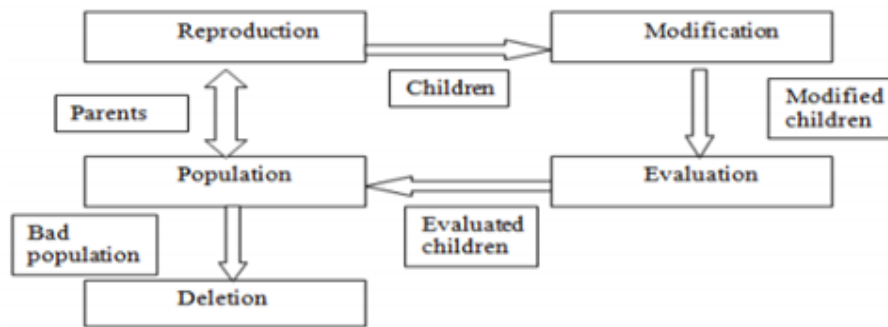 Reproduction
Modification
Children
Parents
Modified
children
Population
Evaluation
Bad
population
Evaluated
children
Deletion